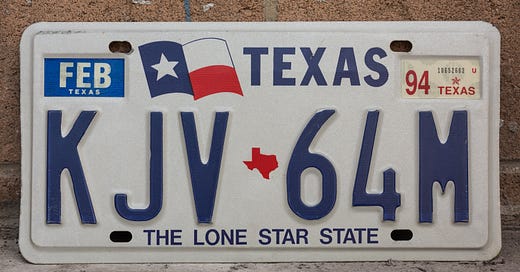 FEB
TEXAS
TEXAS
94
TEXAS
KJV 64M
THE LONE STAR STATE